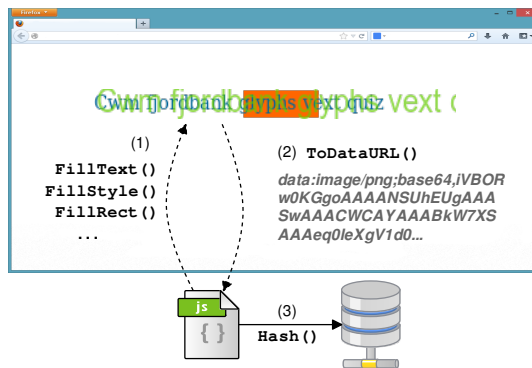 Firefox
Cwm fjordbank glyphs vext quiz
Cwm fjordbank glyphs vext q
(1)
FillText()
FillStyle()
FillRect()
...
(2) ToDataURL()
data:image/png;base64,iVBOR
w0KGgoAAAANSUhEUgAAA
SwAAACWCAYAAABkW7XS
AAAeq0leXgV1d0...
js
{ }
(3)
Hash()